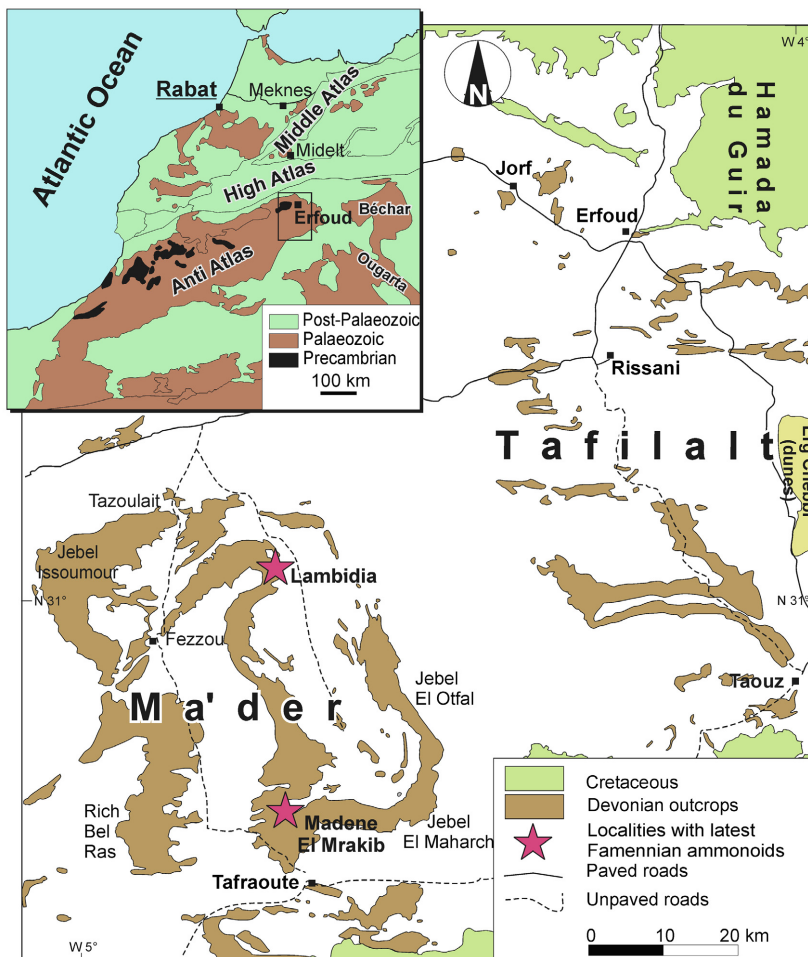 Atlantic Ocean
Rabat
Meknes
Middle Atlas
Midelt
High Atlas
Erfoud
Béchar
Anti Atlas
Ougarta
Post-Palaeozoic
Palaeozoic
Precambrian
100 km
N
W 4°
Hamada
du Guir
Jorf
Erfoud
Rissani
Tafilalt
(dunes)
Tazoulait
Jebel
Issoumour
Lambidia
N 31°
N 31°
Fezzou
Ma'der
Jebel
El Otfal
Taouz
Rich
Bel
Ras
Madene
El Mrakib
Jebel
El Maharch
Tafraoute
W 5°
Cretaceous
Devonian outcrops
Localities with latest
Famennian ammonoids
Paved roads
Unpaved roads
0 10 20 km